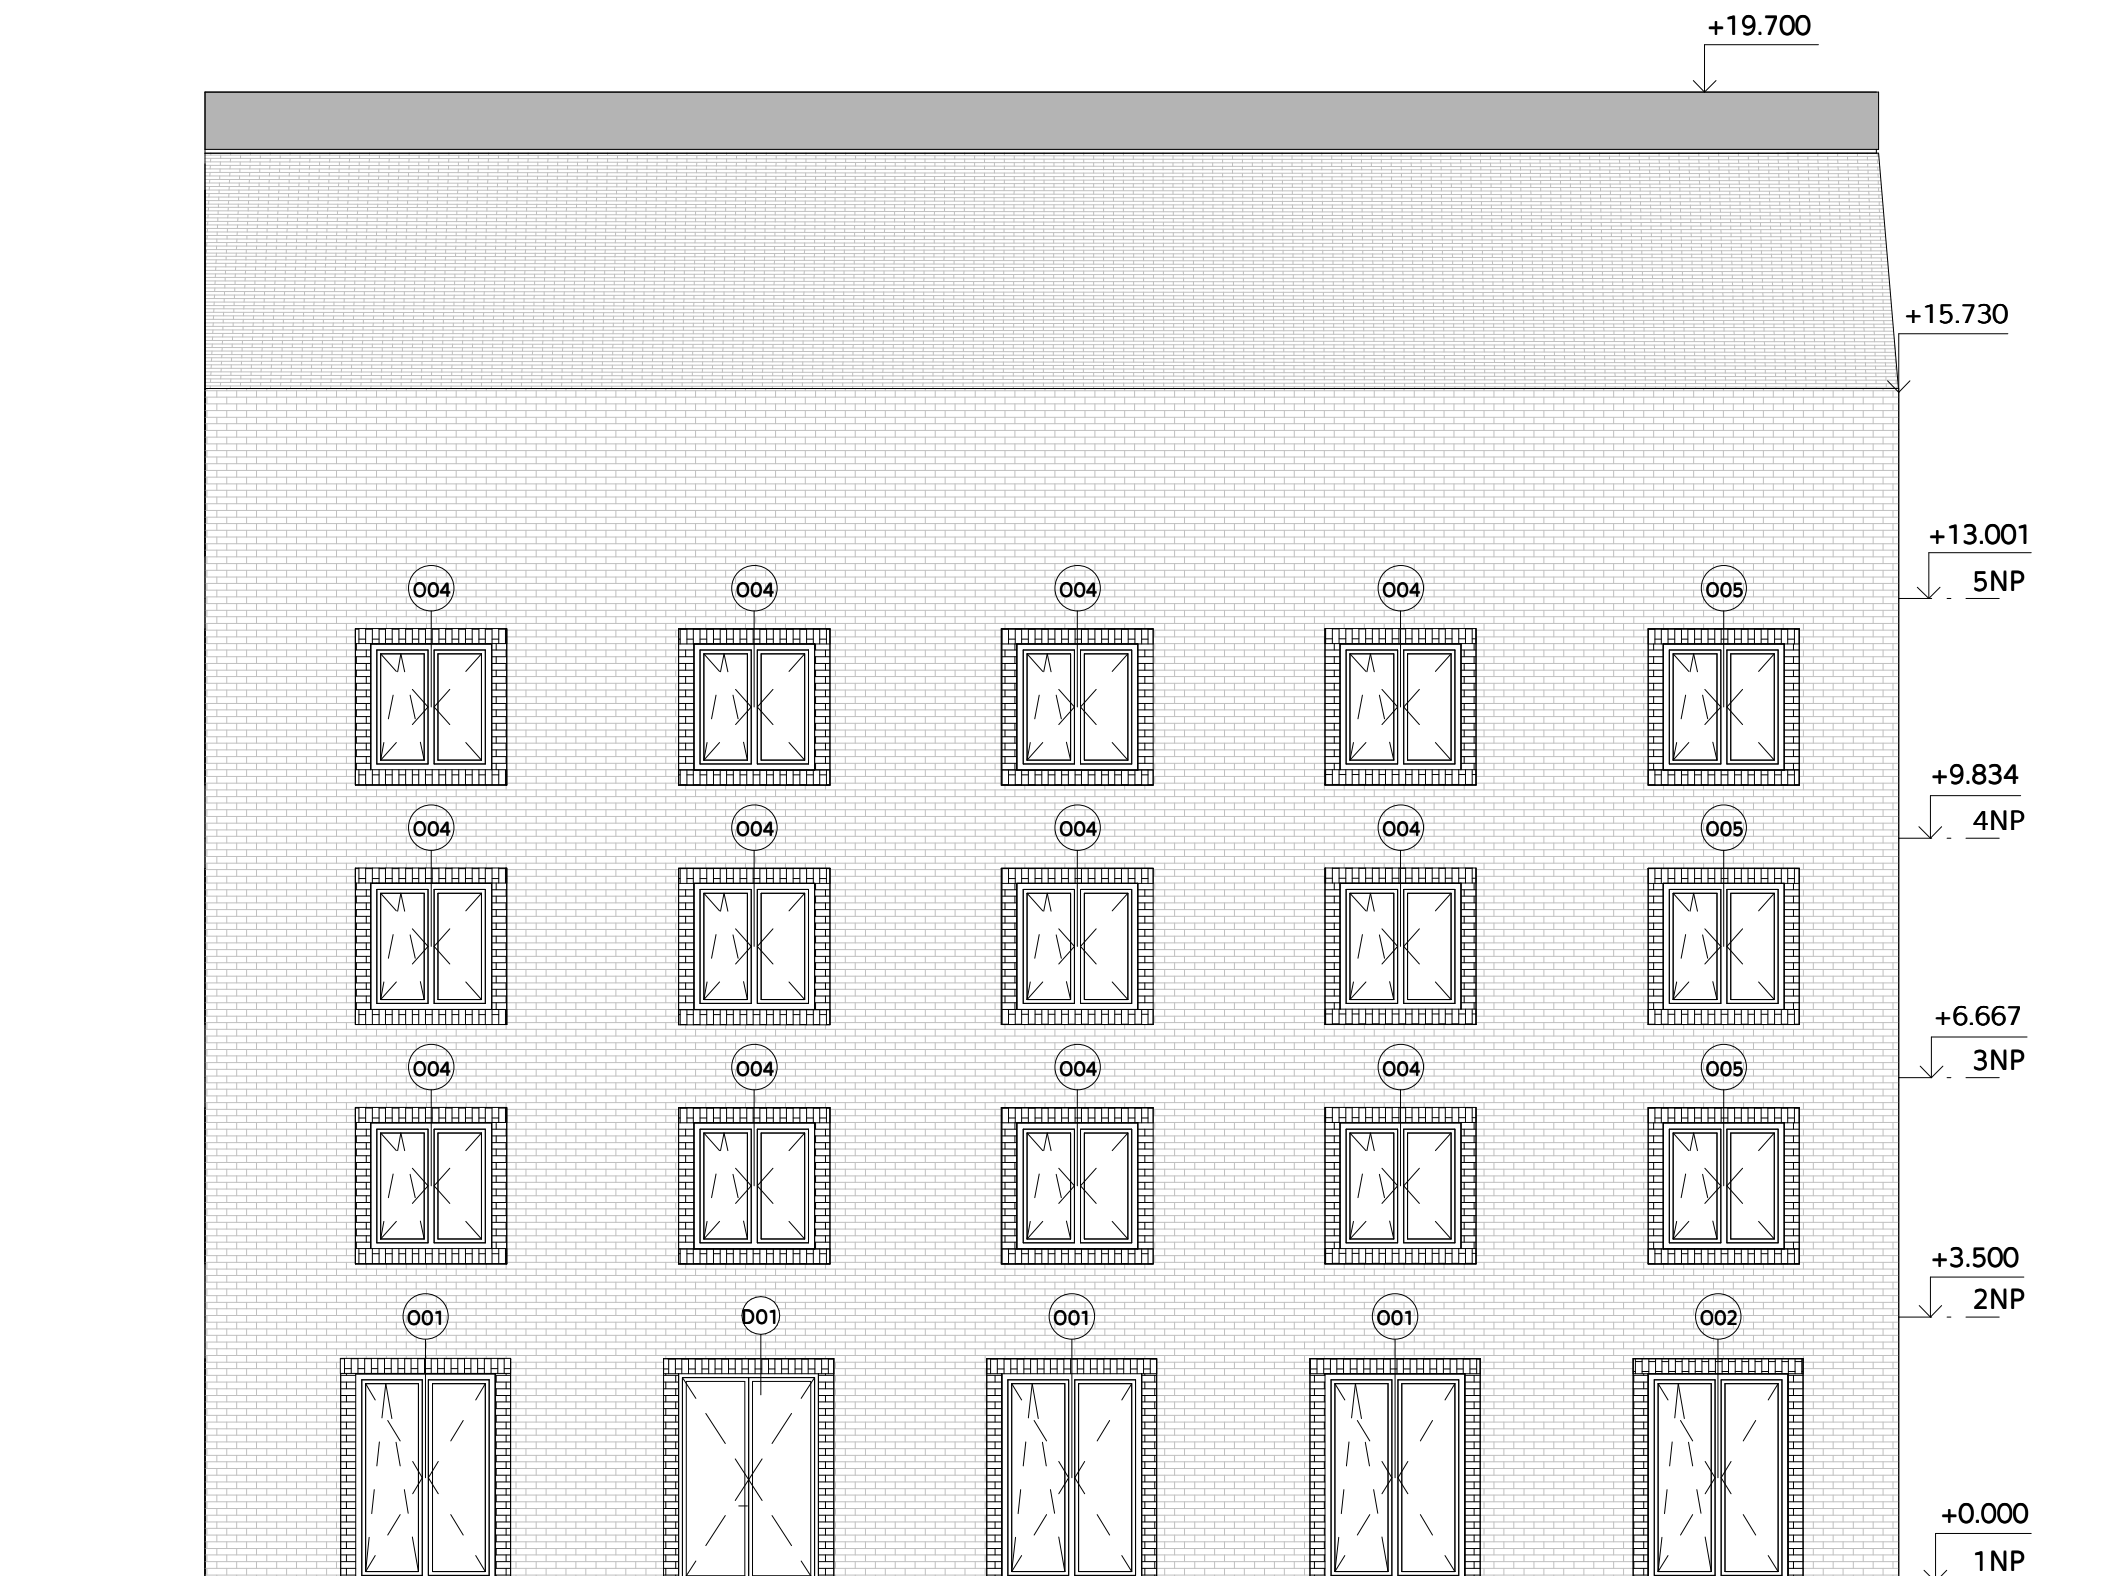 +19.700
+15.730
+13.001
5NP
O04 O04 O04 O04 O05
+9.834
4NP
O04 O04 O04 O04 O05
+6.667
3NP
O04 O04 O04 O04 O05
+3.500
2NP
O01 D01 O01 O01 O02
+0.000
1NP